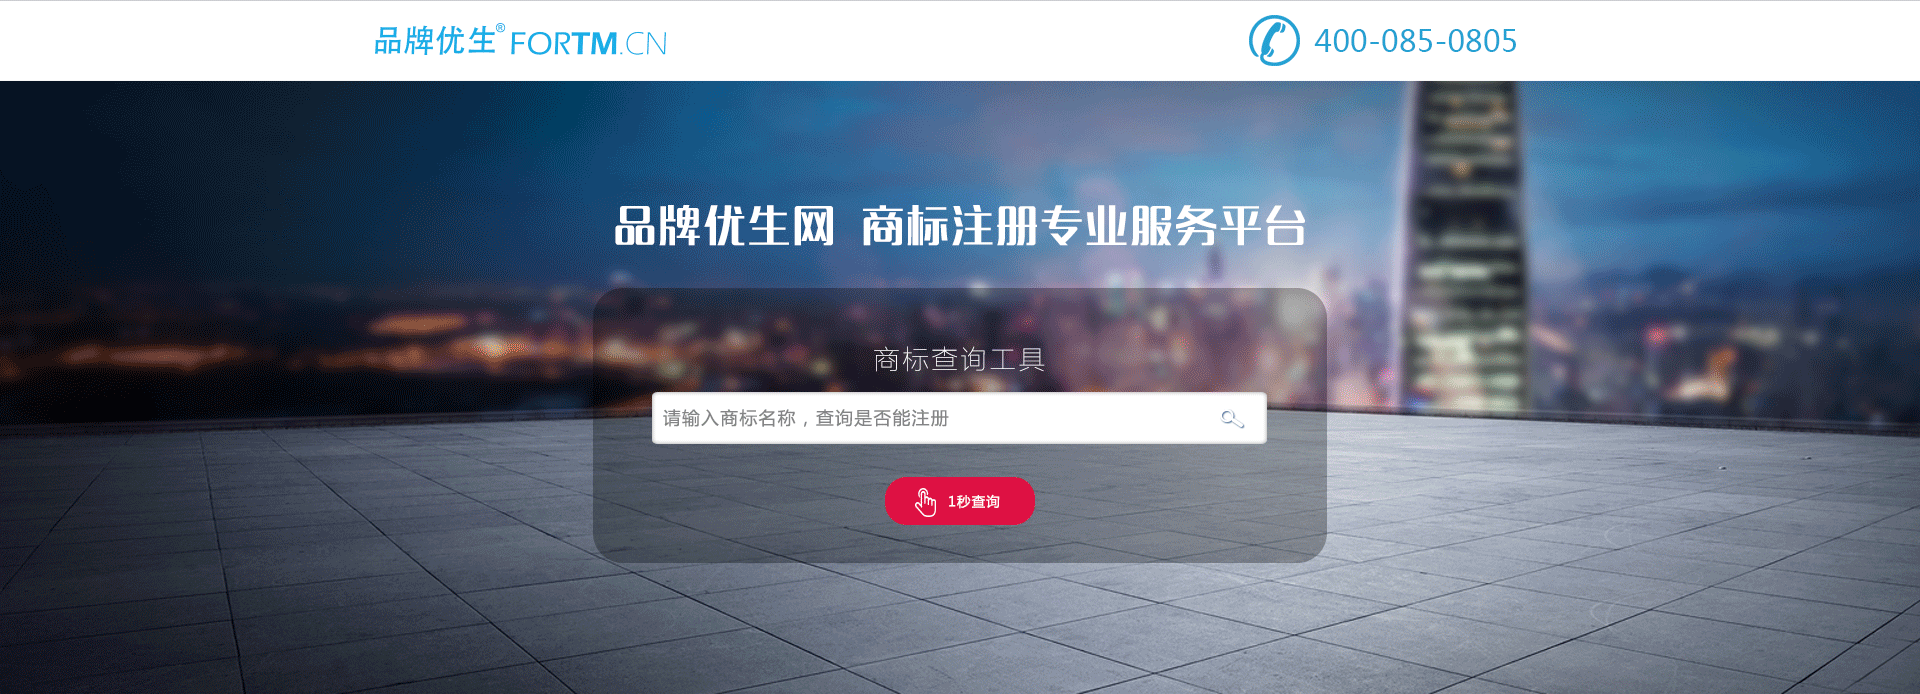 品牌优生® FORTM.CN
400-085-0805
品牌优生网 商标注册专业服务平台
商标查询工具
请输入商标名称，查询是否能注册
1秒查询